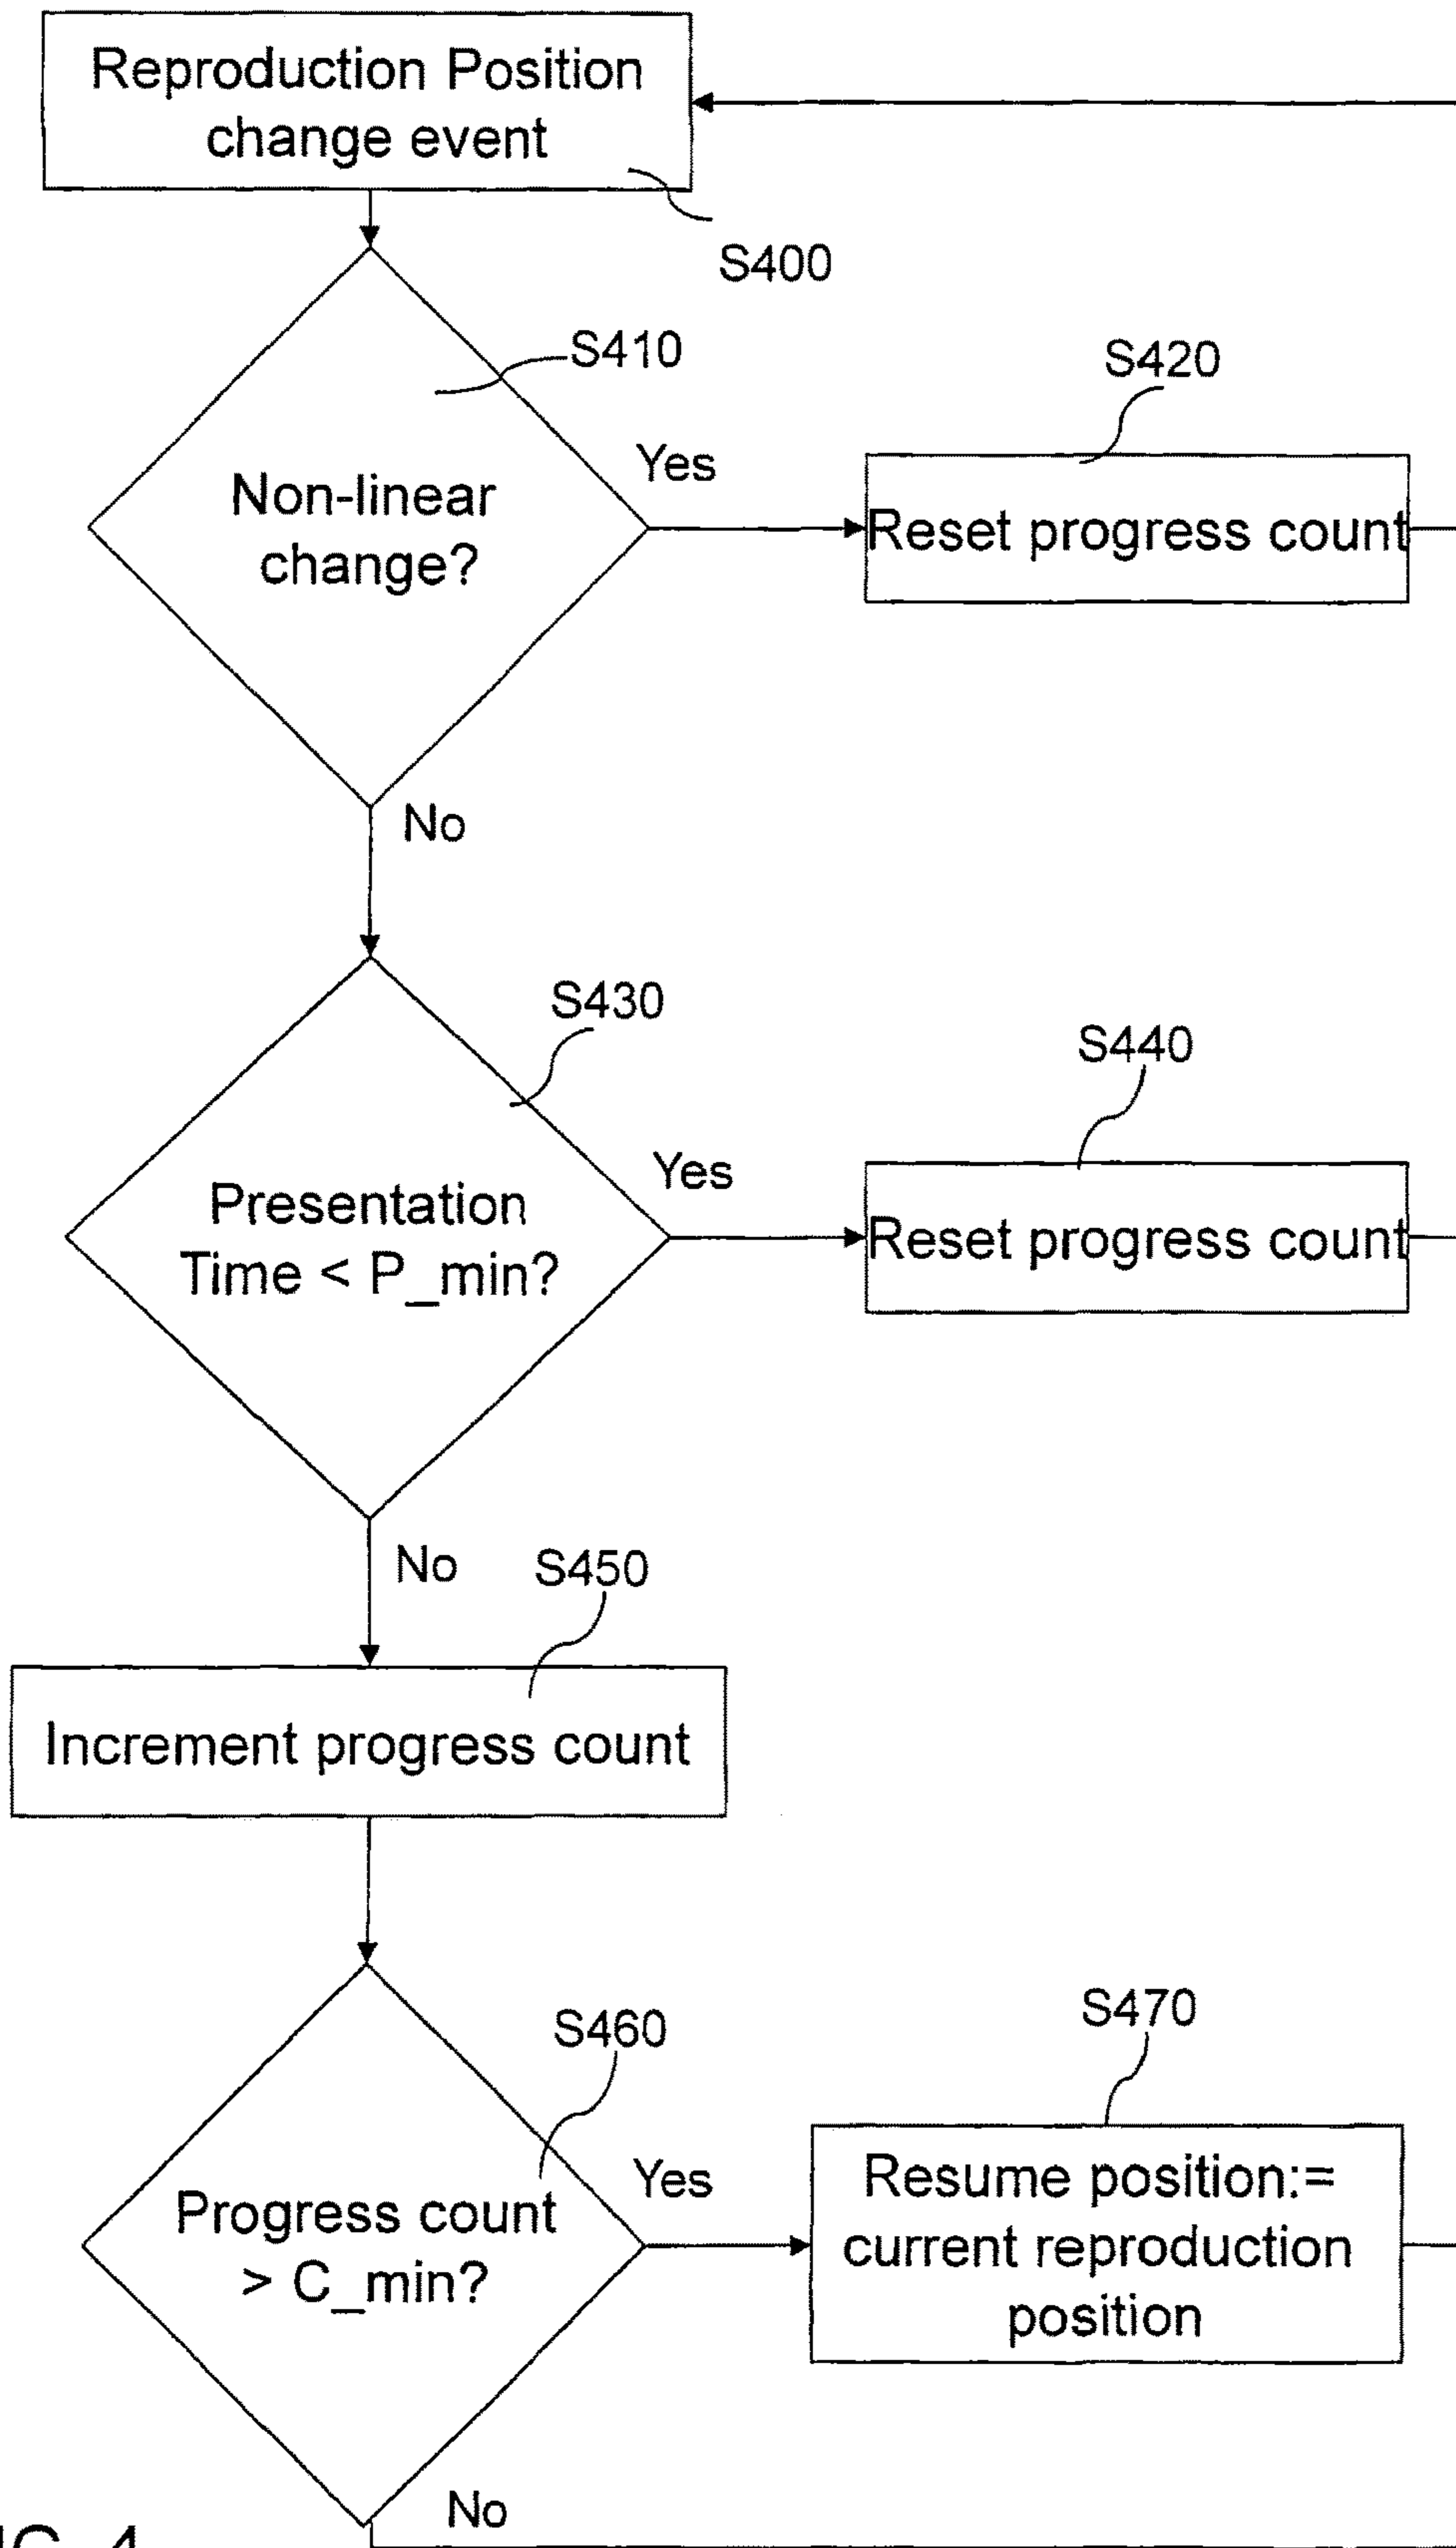 Reproduction Position
change event
S400
S410
Non-linear
change?
Yes
S420
Reset progress count
No
S430
Presentation
Time < P_min?
Yes
S440
Reset progress count
No
S450
Increment progress count
S460
Progress count
> C_min?
Yes
S470
Resume position:=
current reproduction
position
No